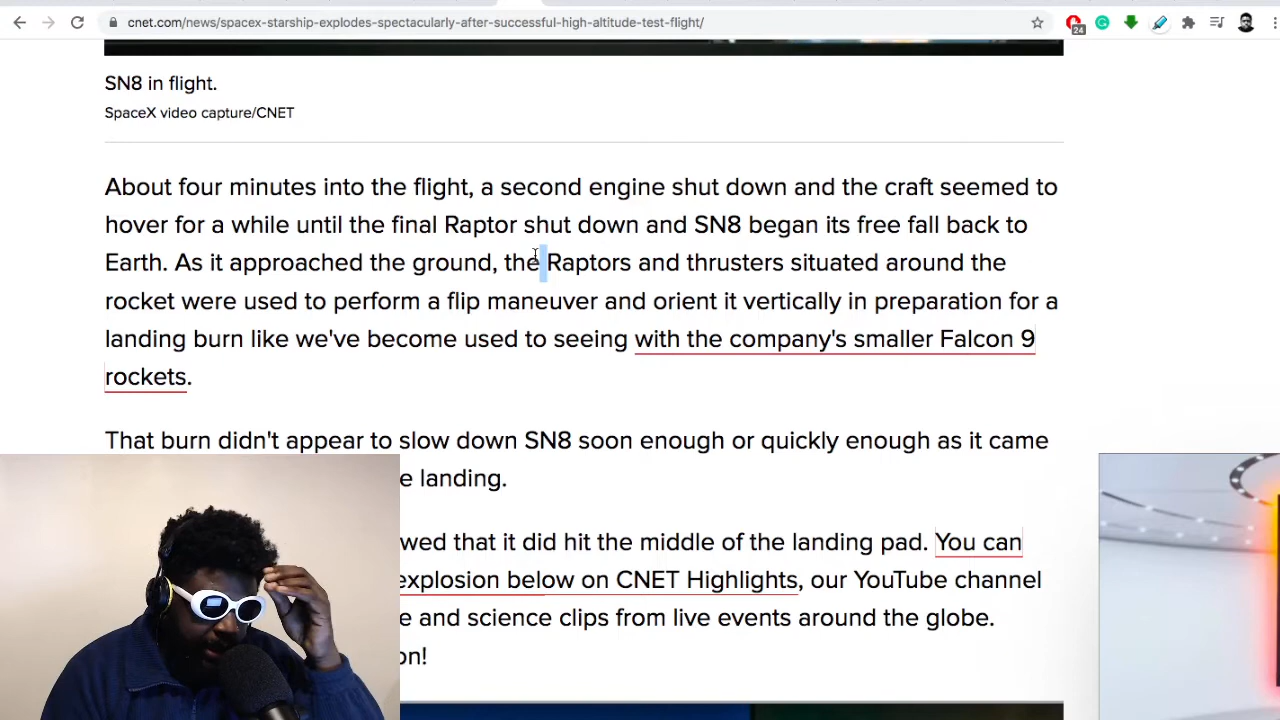 cnet.com/news/spacex-starship-explodes-spectacularly-after-successful-high-altitude-test-flight/
24
SN8 in flight.
SpaceX video capture/CNET
About four minutes into the flight, a second engine shut down and the craft seemed to
hover for a while until the final Raptor shut down and SN8 began its free fall back to
Earth. As it approached the ground, the Raptors and thrusters situated around the
rocket were used to perform a flip maneuver and orient it vertically in preparation for a
landing burn like we've become used to seeing with the company's smaller Falcon 9
rockets.
That burn didn't appear to slow down SN8 soon enough or quickly enough as it came
e landing.
wed that it did hit the middle of the landing pad. You can
explosion below on CNET Highlights, our YouTube channel
e and science clips from live events around the globe.
on!